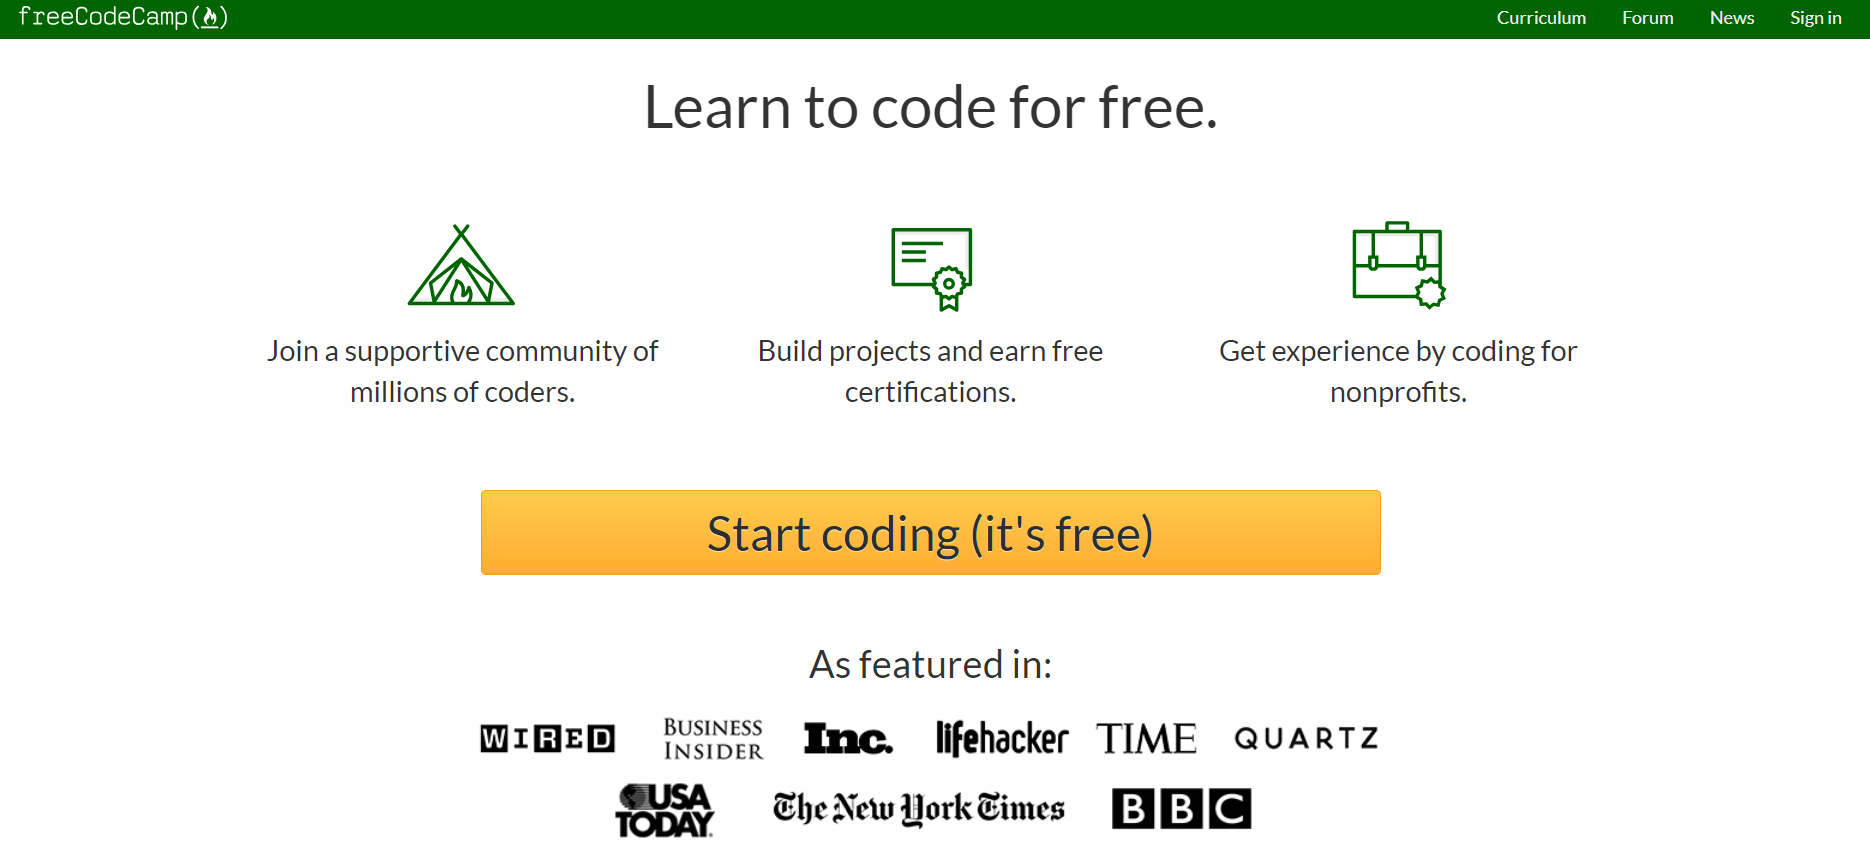 freeCodeCamp(🔥) Curriculum Forum News Sign in
Learn to code for free.
Join a supportive community of
millions of coders.
Build projects and earn free
certifications.
Get experience by coding for
nonprofits.
Start coding (it's free)
As featured in:
WIRED BUSINESS INSIDER Inc. lifehacker TIME QUARTZ
USA TODAY The New York Times BBC